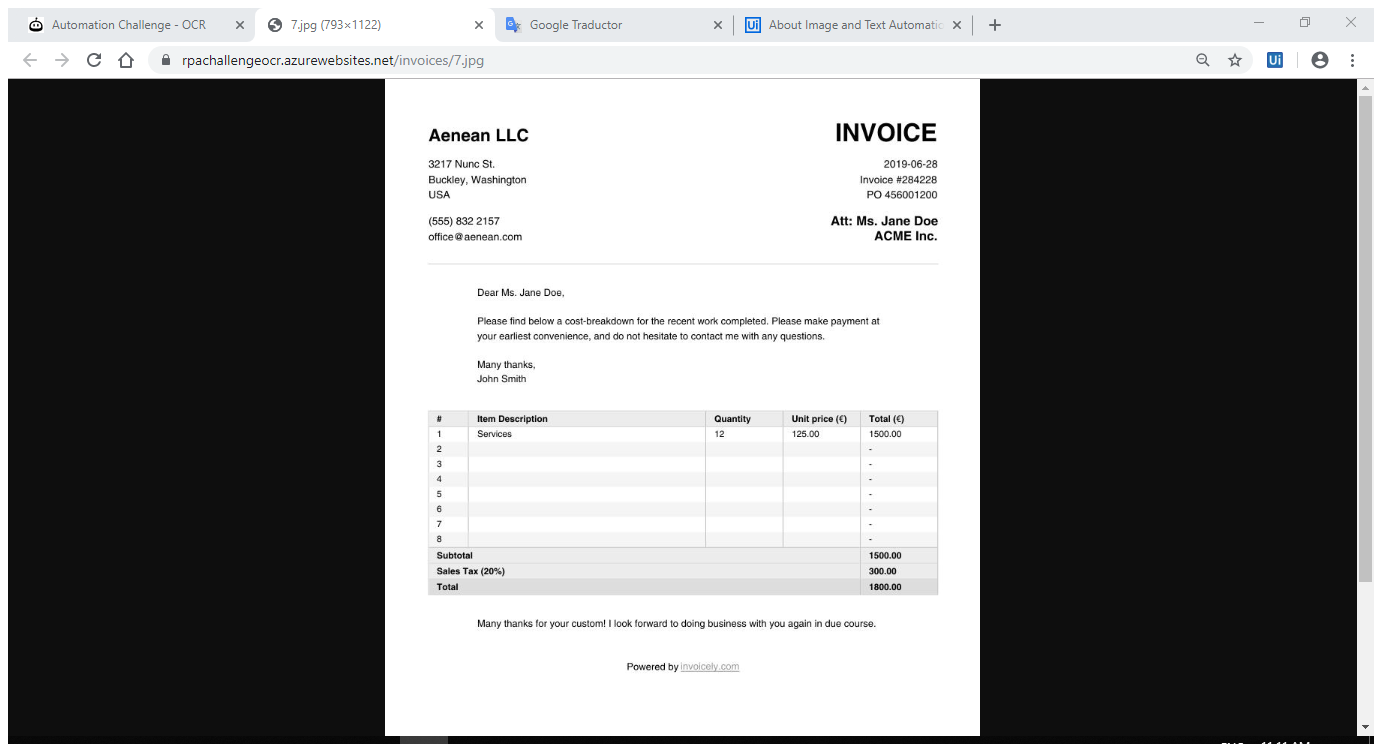 Automation Challenge - OCR
7.jpg (793×1122)
Google Traductor
Ui About Image and Text Automatic
rpachallengeocr.azurewebsites.net/invoices/7.jpg
Ui
Aenean LLC
INVOICE
3217 Nunc St.
2019-06-28
Buckley, Washington
Invoice #284228
USA
PO 456001200
(555) 832 2157
Att: Ms. Jane Doe
office@aenean.com
ACME Inc.
Dear Ms. Jane Doe,
Please find below a cost-breakdown for the recent work completed. Please make payment at
your earliest convenience, and do not hesitate to contact me with any questions.
Many thanks,
John Smith
# Item Description Quantity Unit price (€) Total (€)
1 Services 12 125.00 1500.00
2 -
3 -
4 -
5 -
6 -
7 -
8 -
Subtotal 1500.00
Sales Tax (20%) 300.00
Total 1800.00
Many thanks for your custom! I look forward to doing business with you again in due course.
Powered by invoicely.com